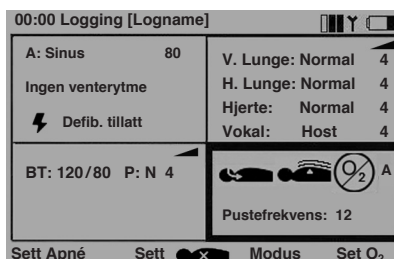 00:00 Logging [Logname]
A: Sinus 80
Ingen venterytme
Defib. tillatt
V. Lunge: Normal 4
H. Lunge: Normal 4
Hjerte: Normal 4
Vokal: Host 4
BT: 120/80 P: N 4
O₂ A
Pustefrekvens: 12
Sett Apné Sett X Modus Set O₂